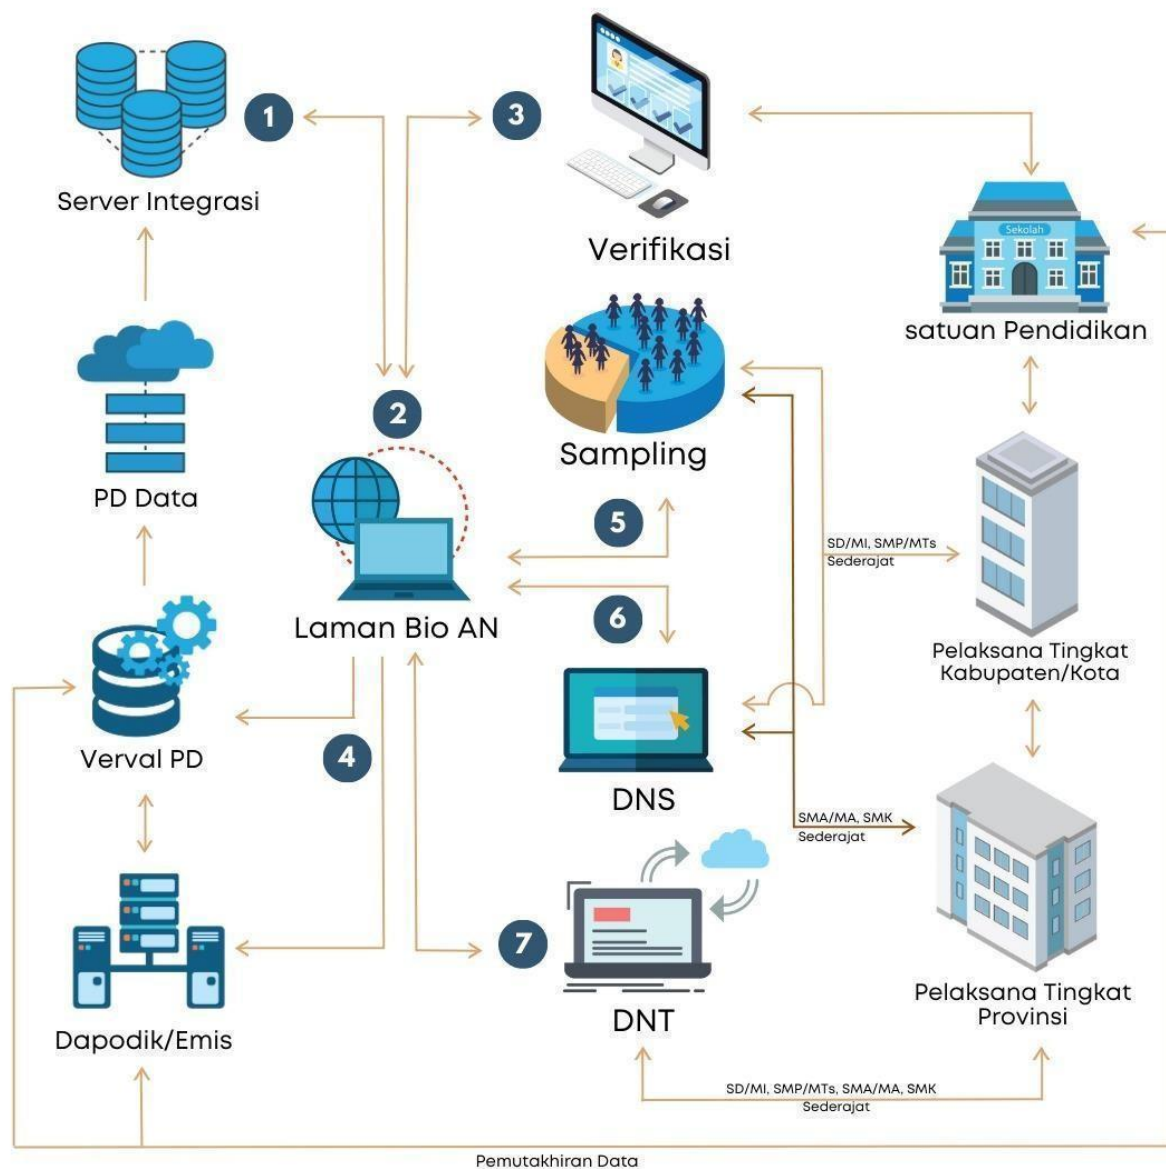 1
3
Server Integrasi
Verifikasi
Sekolah
satuan Pendidikan
2
PD Data
Sampling
5
SD/MI, SMP/MTs
Sederajat
6
Laman Bio AN
Pelaksana Tingkat
Kabupaten/Kota
Verval PD
4
DNS
SMA/MA, SMK
Sederajat
7
Dapodik/Emis
DNT
Pelaksana Tingkat
Provinsi
SD/MI, SMP/MTs, SMA/MA, SMK
Sederajat
Pemutakhiran Data